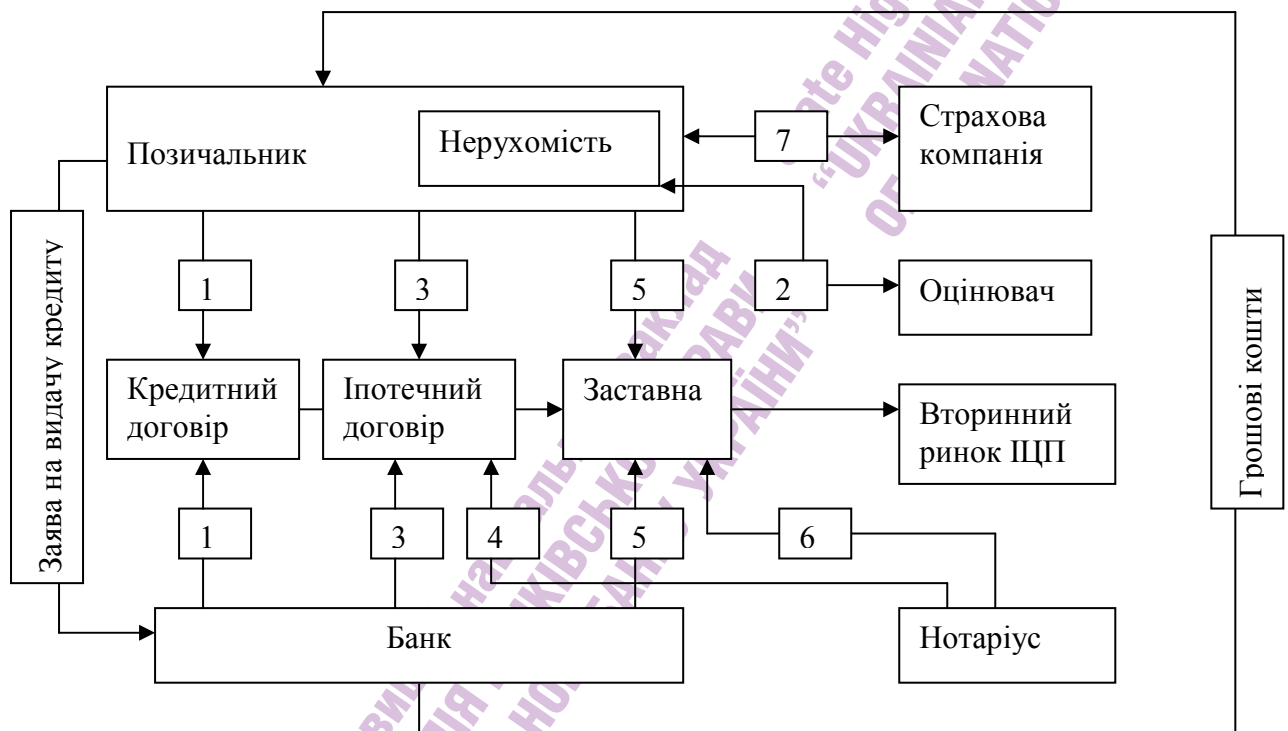 Позичальник
Нерухомість
7
Страхова
компанія
Заява на видачу кредиту
1
3
5
2
Оцінювач
Грошові кошти
Кредитний
договір
Іпотечний
договір
Заставна
Вторинний
ринок ІЦП
1
3
4
5
6
Банк
Нотаріус
“UKRAINIAN